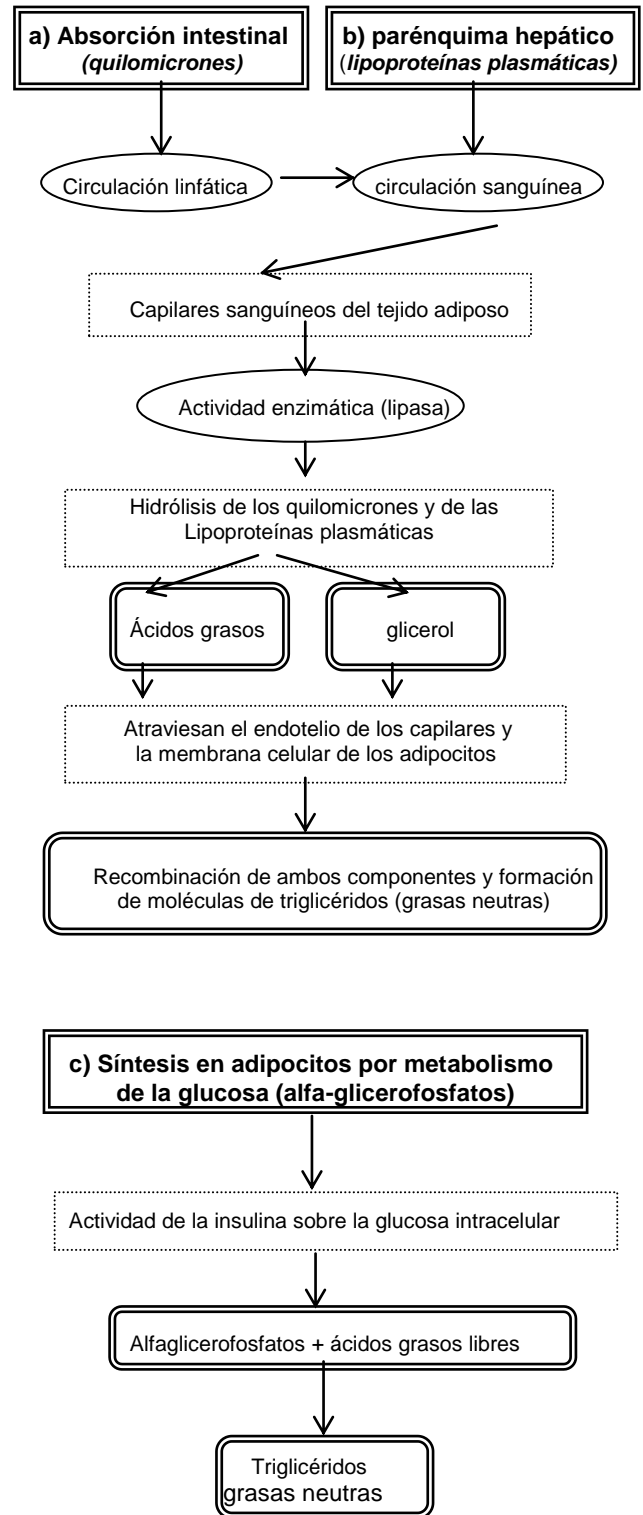 a) Absorción intestinal
(quilomicrones)
b) parénquima hepático
(lipoproteínas plasmáticas)
Circulación linfática
circulación sanguínea
Capilares sanguíneos del tejido adiposo
Actividad enzimática (lipasa)
Hidrólisis de los quilomicrones y de las
Lipoproteínas plasmáticas
Ácidos grasos
glicerol
Atraviesan el endotelio de los capilares y
la membrana celular de los adipocitos
Recombinación de ambos componentes y formación
de moléculas de triglicéridos (grasas neutras)
c) Síntesis en adipocitos por metabolismo
de la glucosa (alfa-glicerofosfatos)
Actividad de la insulina sobre la glucosa intracelular
Alfaglicerofosfatos + ácidos grasos libres
Triglicéridos
grasas neutras